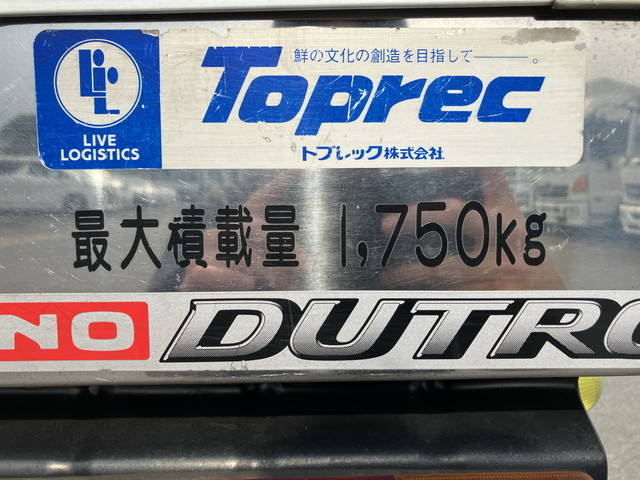 鮮の文化の創造を目指して───。
Toprec
LIVE
LOGISTICS
トプレック株式会社
最大積載量 1,750kg
NO DUTRO